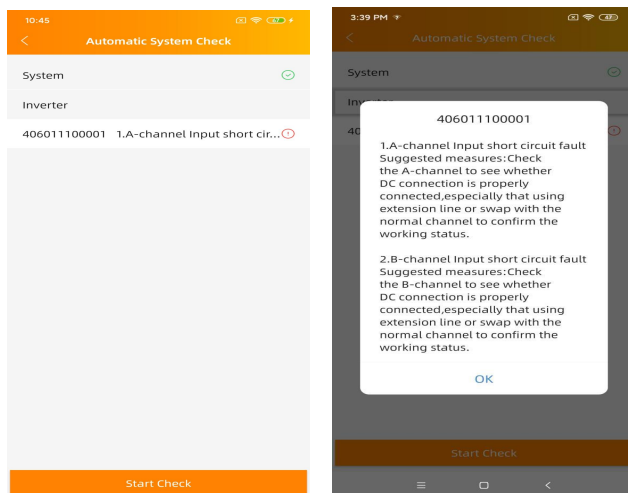 10:45
Automatic System Check
System
Inverter
406011100001 1.A-channel Input short cir...
Start Check
3:39 PM
Automatic System Check
System
Inverter
40
406011100001
1.A-channel Input short circuit fault
Suggested measures:Check
the A-channel to see whether
DC connection is properly
connected,especially that using
extension line or swap with the
normal channel to confirm the
working status.
2.B-channel Input short circuit fault
Suggested measures:Check
the B-channel to see whether
DC connection is properly
connected,especially that using
extension line or swap with the
normal channel to confirm the
working status.
OK
Start Check